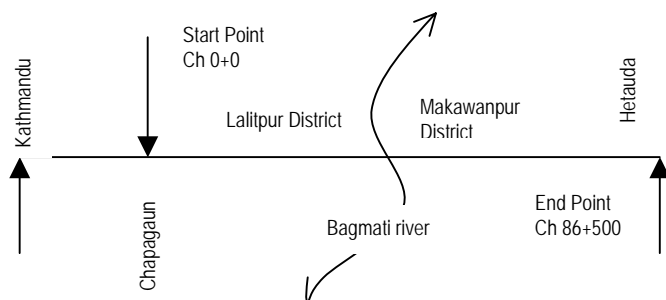 Start Point
Ch 0+0
Kathmandu
Lalitpur District
Makawanpur
District
Hetauda
Chapagaun
Bagmati river
End Point
Ch 86+500